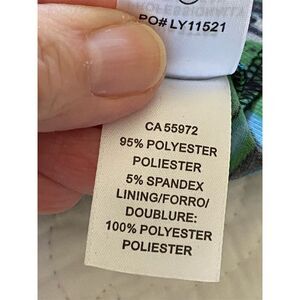 PO# LY11521
CA 55972
95% POLYESTER
POLIESTER
5% SPANDEX
LINING/FORRO/
DOUBLURE:
100% POLYESTER
POLIESTER